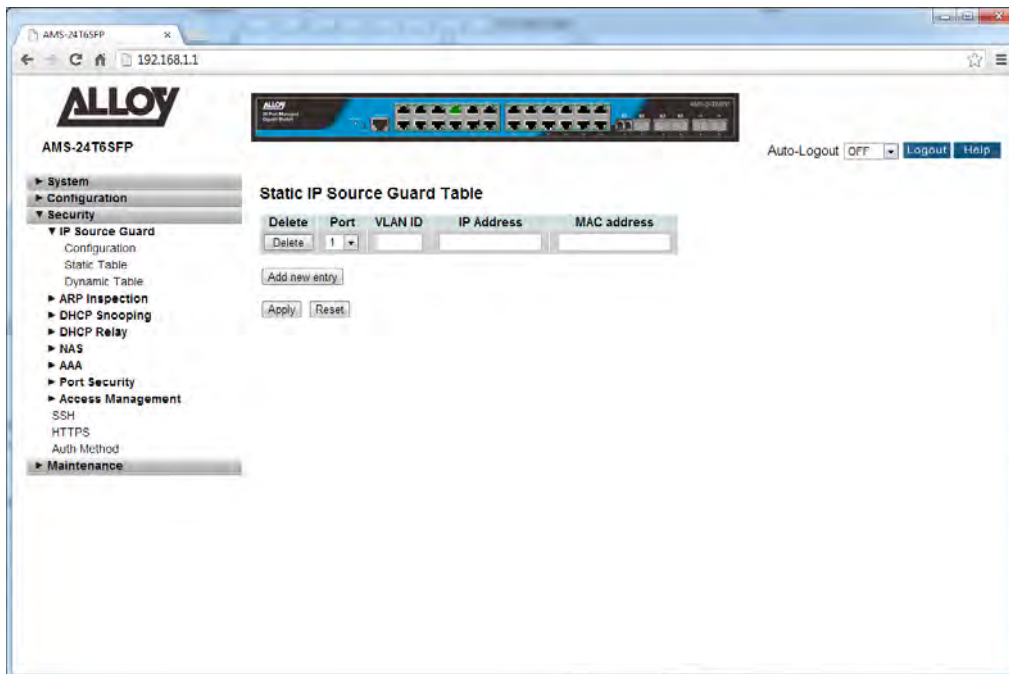 AMS-24T6SFP
192.168.1.1
ALLOY
AMS-24T6SFP
ALLOY
AMS-24T6SFP
Auto-Logout OFF Logout Help
► System
► Configuration
▼ Security
▼ IP Source Guard
Configuration
Static Table
Dynamic Table
► ARP Inspection
► DHCP Snooping
► DHCP Relay
► NAS
► AAA
► Port Security
► Access Management
SSH
HTTPS
Auth Method
► Maintenance
Static IP Source Guard Table
Delete Port VLAN ID IP Address MAC address
Delete 1
Add new entry
Apply Reset